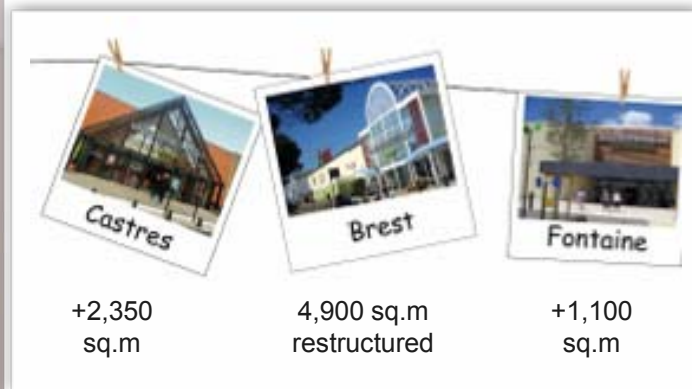 Castres
Brest
Fontaine
+2,350
sq.m
4,900 sq.m
restructured
+1,100
sq.m